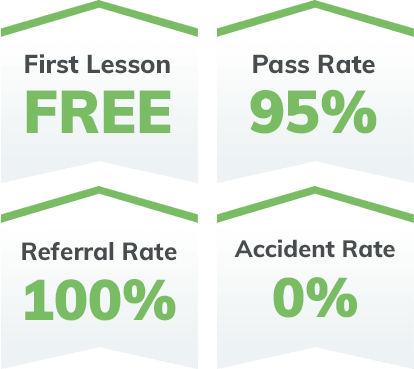 First Lesson
FREE
Pass Rate
95%
Referral Rate
100%
Accident Rate
0%